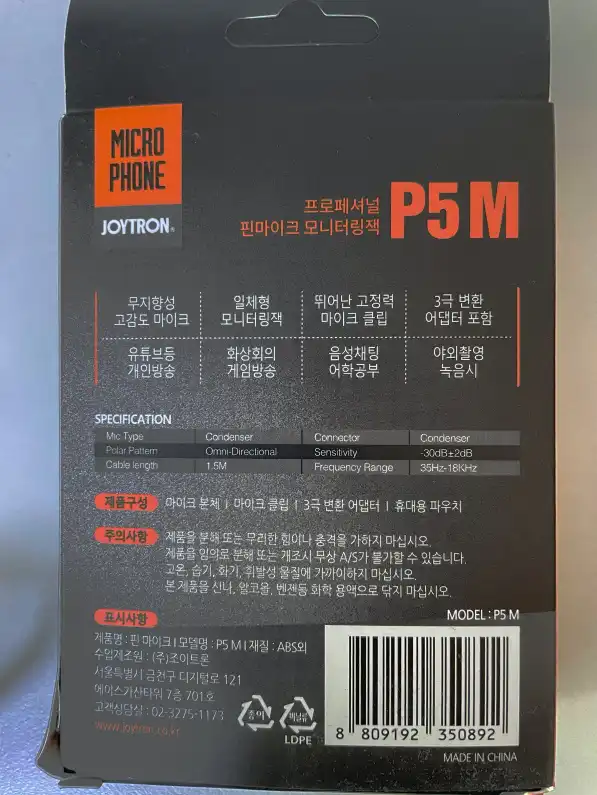 MICRO
PHONE
JOYTRON®
프로페셔널
핀마이크 모니터링잭
P5 M
무지향성
고감도 마이크
일체형
모니터링잭
뛰어난 고정력
마이크 클립
3극 변환
어댑터 포함
유튜브등
개인방송
화상회의
게임방송
음성채팅
어학공부
야외촬영
녹음시
SPECIFICATION
Mic Type Condenser Connector Condenser
Polar Pattern Omni-Directional Sensitivity -30dB±2dB
Cable length 1.5M Frequency Range 35Hz-18KHz
제품구성 마이크 본체 | 마이크 클립 | 3극 변환 어댑터 | 휴대용 파우치
주의사항 제품을 분해 또는 무리한 힘이나 충격을 가하지 마십시오.
제품을 임의로 분해 또는 개조시 무상 A/S가 불가할 수 있습니다.
고온, 습기, 화기, 휘발성 물질에 가까이하지 마십시오.
본 제품을 신나, 알코올, 벤젠등 화학 용액으로 닦지 마십시오.
표시사항
제품명 : 핀 마이크 | 모델명 : P5 M | 재질 : ABS외
수입제조원 : (주)조이트론
서울특별시 금천구 디지털로 121
에이스가산타워 7층 701호
고객상담실 : 02-3275-1173
www.joytron.co.kr
종이
비닐류
LDPE
MODEL : P5 M
8 809192 350892
MADE IN CHINA